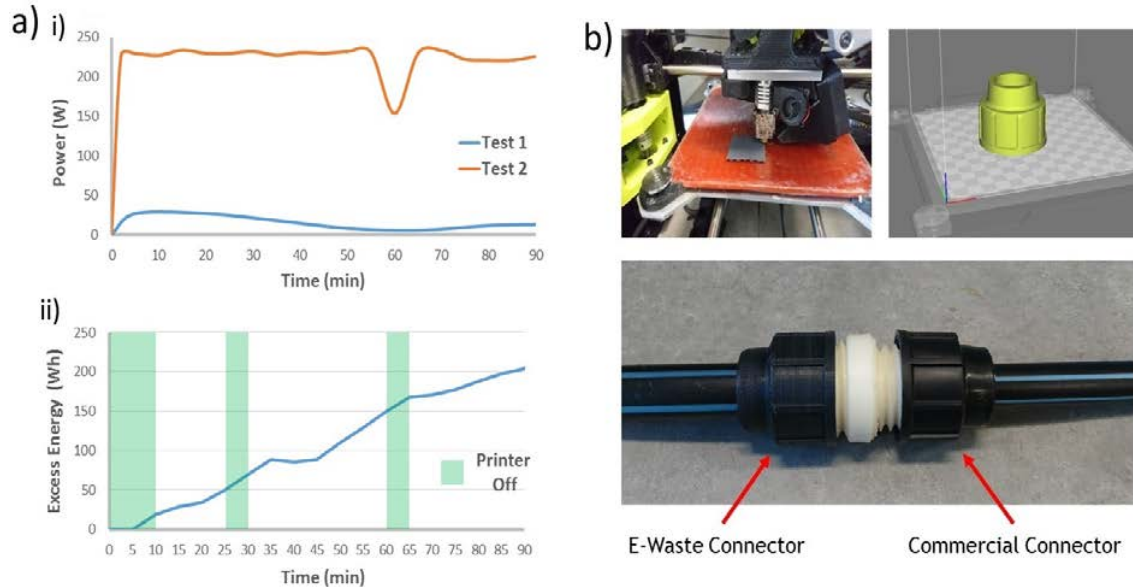 a) i)
250
200
150
100
50
0
Power (W)
Test 1
Test 2
0 10 20 30 40 50 60 70 80 90
Time (min)
ii)
250
200
150
100
50
0
Excess Energy (Wh)
Printer
Off
0 5 10 15 20 25 30 35 40 45 50 55 60 65 70 75 80 85 90
Time (min)
b)
E-Waste Connector
Commercial Connector